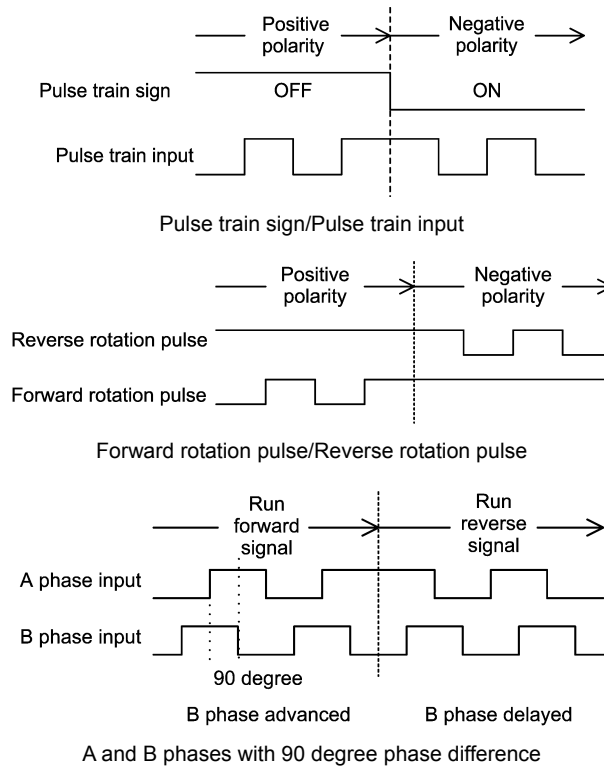 Positive polarity
Negative polarity
Pulse train sign
OFF
ON
Pulse train input
Pulse train sign/Pulse train input
Positive polarity
Negative polarity
Reverse rotation pulse
Forward rotation pulse
Forward rotation pulse/Reverse rotation pulse
Run forward signal
Run reverse signal
A phase input
B phase input
90 degree
B phase advanced
B phase delayed
A and B phases with 90 degree phase difference